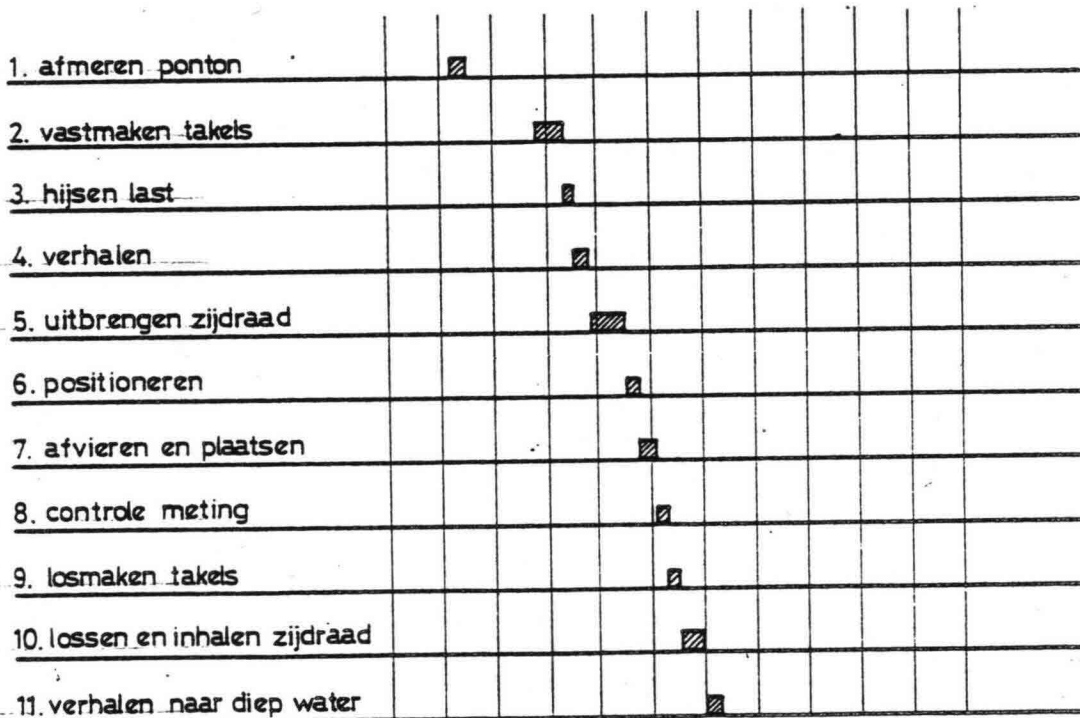 1. afmeren ponton
2. vastmaken takels
3. hijsen last
4. verhalen
5. uitbrengen zijdraad
6. positioneren
7. afvieren en plaatsen
8. controle meting
9. losmaken takels
10. lossen en inhalen zijdraad
11. verhalen naar diep water